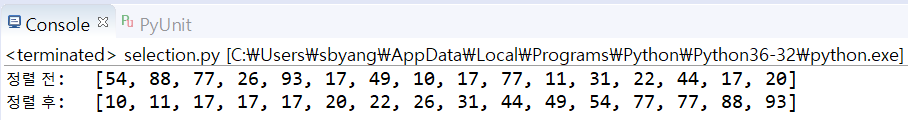 Console PyUnit
<terminated> selection.py [C:₩Users₩sbyang₩AppData₩Local₩Programs₩Python₩Python36-32₩python.exe]
정렬 전: [54, 88, 77, 26, 93, 17, 49, 10, 17, 77, 11, 31, 22, 44, 17, 20]
정렬 후: [10, 11, 17, 17, 17, 20, 22, 26, 31, 44, 49, 54, 77, 77, 88, 93]